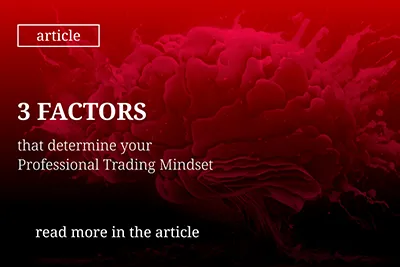 article
3 FACTORS
that determine your
Professional Trading Mindset
read more in the article